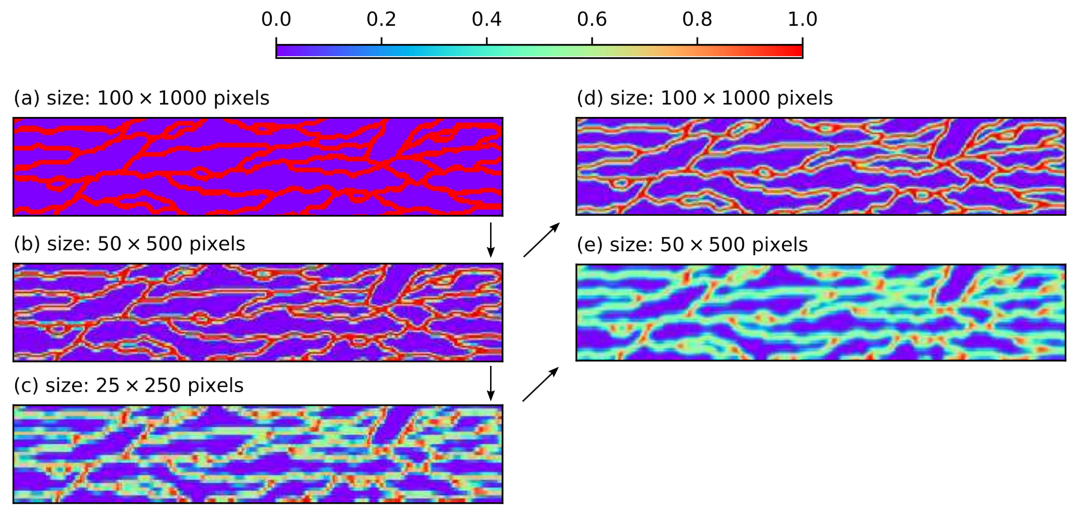 0.0 0.2 0.4 0.6 0.8 1.0
(a) size: 100 × 1000 pixels
(d) size: 100 × 1000 pixels
(b) size: 50 × 500 pixels
(e) size: 50 × 500 pixels
(c) size: 25 × 250 pixels